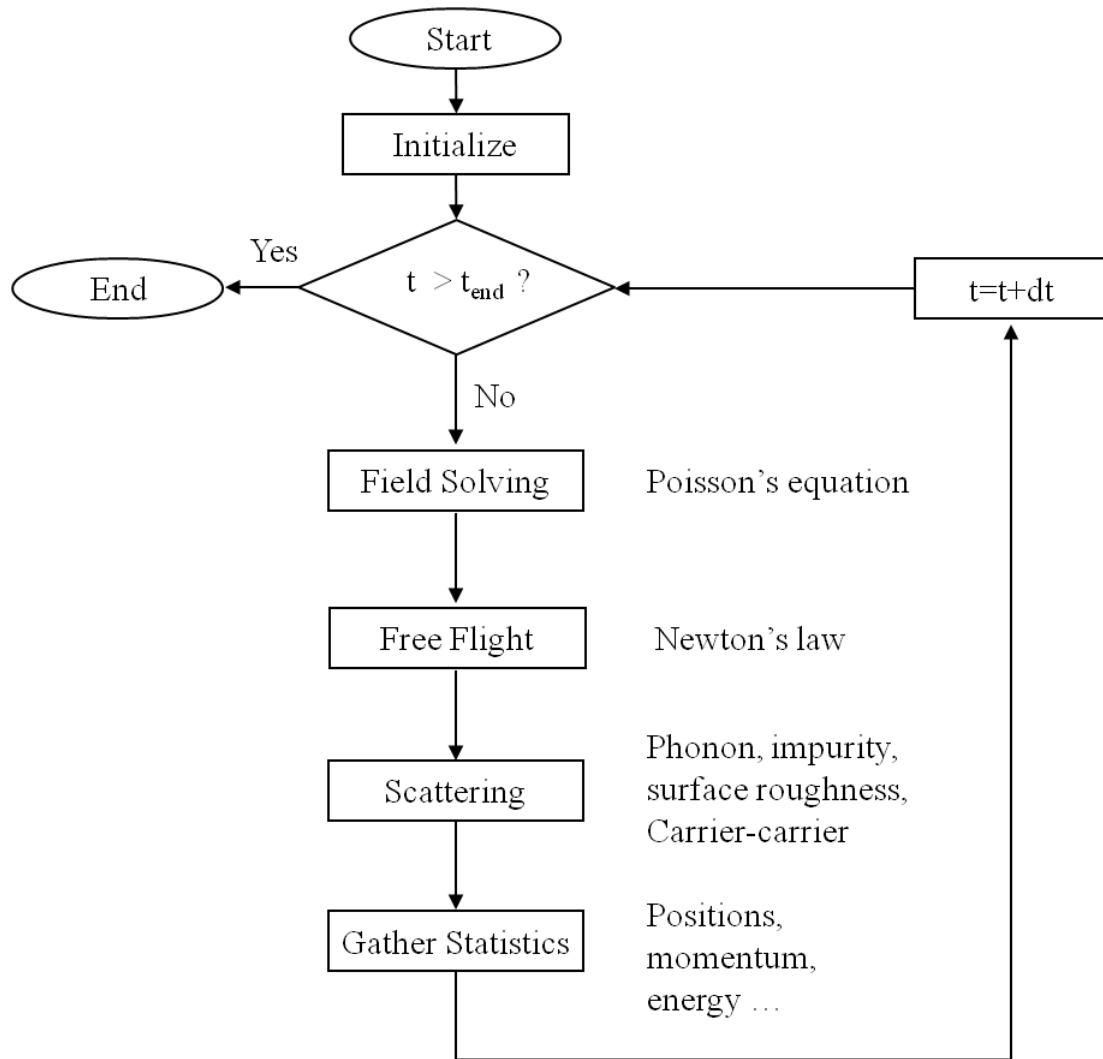 Start
Initialize
Yes
t > tend ?
End
t=t+dt
No
Field Solving
Poisson’s equation
Free Flight
Newton’s law
Scattering
Phonon, impurity,
surface roughness,
Carrier-carrier
Gather Statistics
Positions,
momentum,
energy …